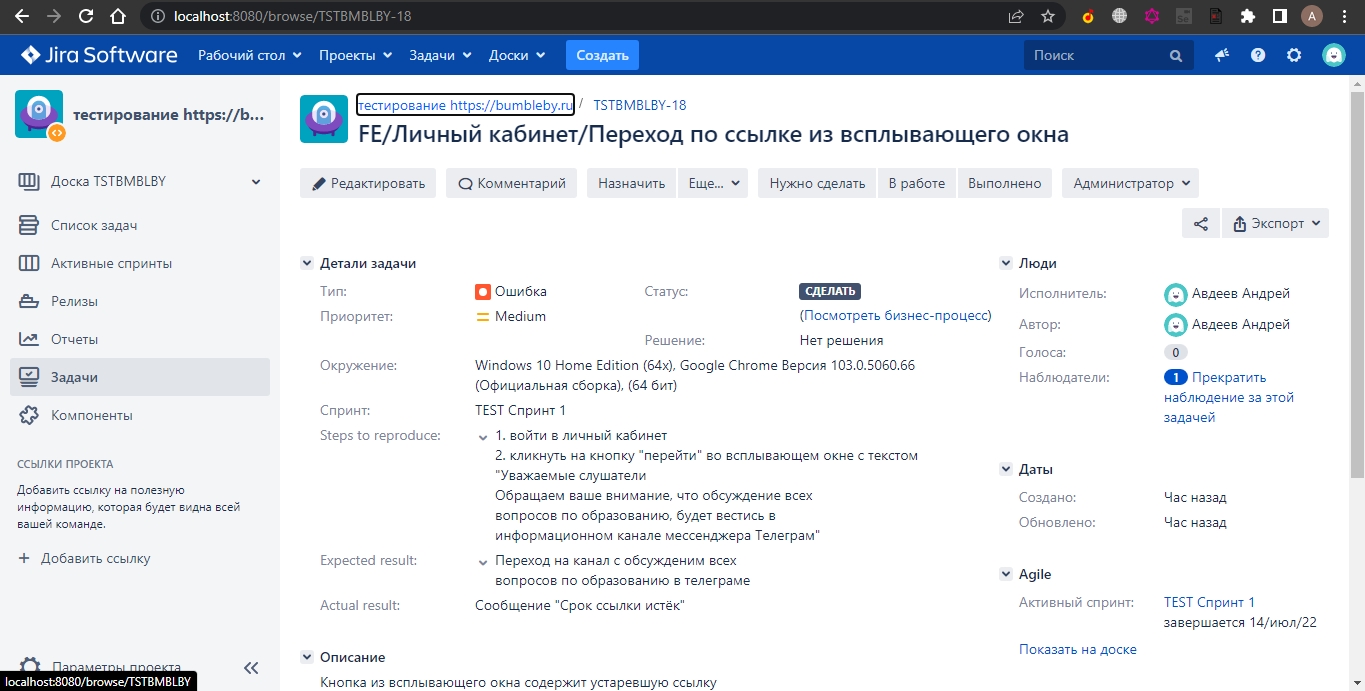 localhost:8080/browse/TSTBMBLBY-18
A
Jira Software
Рабочий стол
Проекты
Задачи
Доски
Создать
Поиск
тестирование https://b...
Доска TSTBMBLBY
Список задач
Активные спринты
Релизы
Отчеты
Задачи
Компоненты
ССЫЛКИ ПРОЕКТА
Добавить ссылку на полезную
информацию, которая будет видна всей
вашей команде.
+ Добавить ссылку
Параметры проекта
localhost:8080/browse/TSTBMBLBY
тестирование https://bumbleby.ru / TSTBMBLBY-18
FE/Личный кабинет/Переход по ссылке из всплывающего окна
Редактировать
Комментарий
Назначить
Еще...
Нужно сделать
В работе
Выполнено
Администратор
Экспорт
Детали задачи
Тип: Ошибка
Статус: СДЕЛАТЬ
Приоритет: Medium
(Посмотреть бизнес-процесс)
Решение: Нет решения
Окружение: Windows 10 Home Edition (64x), Google Chrome Версия 103.0.5060.66
(Официальная сборка), (64 бит)
Спринт: TEST Спринт 1
Steps to reproduce: 1. войти в личный кабинет
2. кликнуть на кнопку "перейти" во всплывающем окне с текстом
"Уважаемые слушатели
Обращаем ваше внимание, что обсуждение всех
вопросов по образованию, будет вестись в
информационном канале мессенджера Телеграм"
Expected result: Переход на канал с обсуждением всех
вопросов по образованию в телеграме
Actual result: Сообщение "Срок ссылки истёк"
Описание
Кнопка из всплывающего окна содержит устаревшую ссылку
Люди
Исполнитель: Авдеев Андрей
Автор: Авдеев Андрей
Голоса: 0
Наблюдатели: 1 Прекратить
наблюдение за этой
задачей
Даты
Создано: Час назад
Обновлено: Час назад
Agile
Активный спринт: TEST Спринт 1
завершается 14/июл/22
Показать на доске